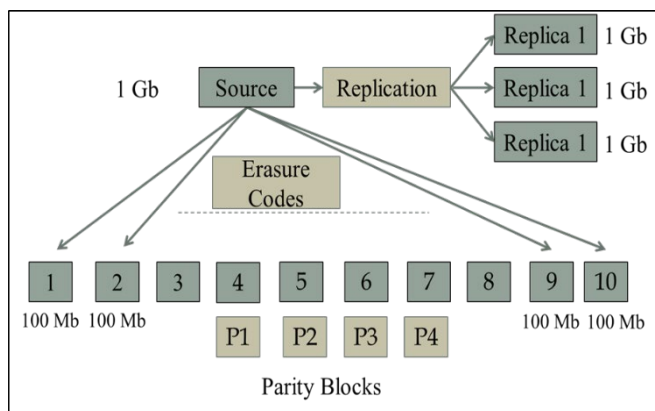 Replica 1 1 Gb
1 Gb Source Replication Replica 1 1 Gb
Replica 1 1 Gb
Erasure
Codes
1 2 3 4 5 6 7 8 9 10
100 Mb 100 Mb 100 Mb 100 Mb
P1 P2 P3 P4
Parity Blocks